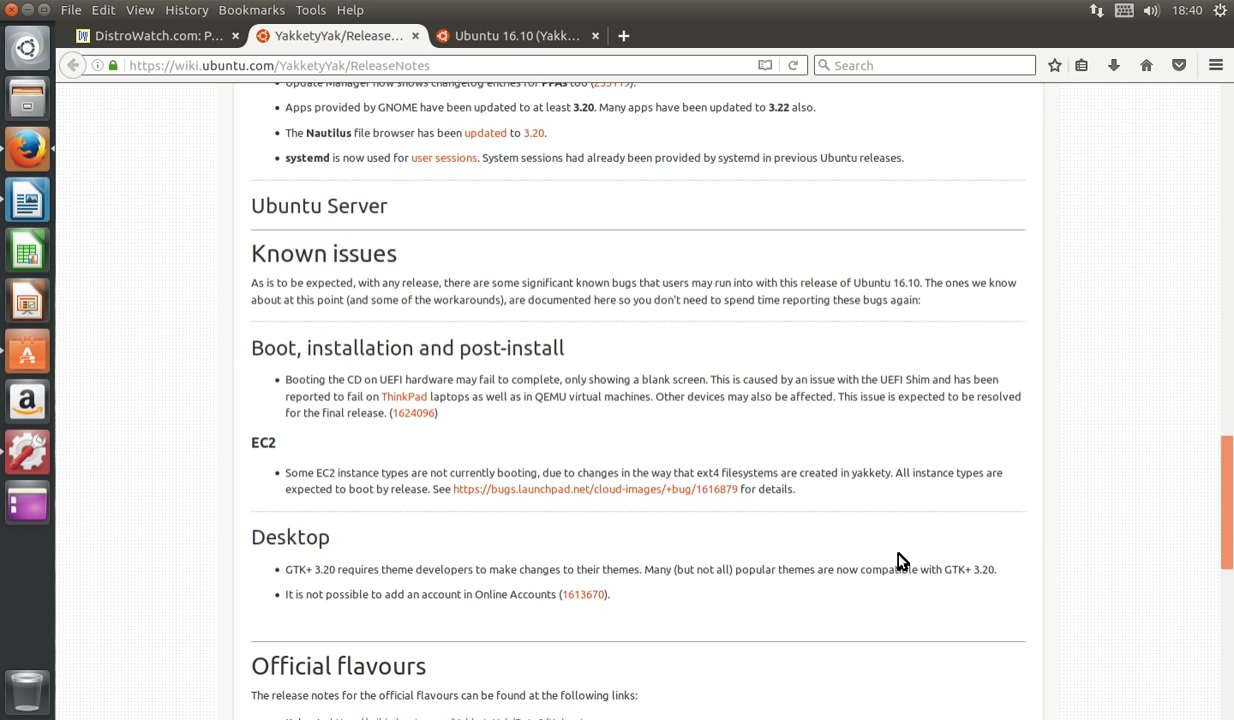 File Edit View History Bookmarks Tools Help 18:40
DistroWatch.com: P... × YakketyYak/Release... × Ubuntu 16.10 (Yakk... ×
https://wiki.ubuntu.com/YakketyYak/ReleaseNotes Search
Update Manager now shows changelog entries for PPAs too (253119).
Apps provided by GNOME have been updated to at least 3.20. Many apps have been updated to 3.22 also.
The Nautilus file browser has been updated to 3.20.
systemd is now used for user sessions. System sessions had already been provided by systemd in previous Ubuntu releases.
Ubuntu Server
Known issues
As is to be expected, with any release, there are some significant known bugs that users may run into with this release of Ubuntu 16.10. The ones we know
about at this point (and some of the workarounds), are documented here so you don't need to spend time reporting these bugs again:
Boot, installation and post-install
Booting the CD on UEFI hardware may fail to complete, only showing a blank screen. This is caused by an issue with the UEFI Shim and has been
reported to fail on ThinkPad laptops as well as in QEMU virtual machines. Other devices may also be affected. This issue is expected to be resolved
for the final release. (1624096)
EC2
Some EC2 instance types are not currently booting, due to changes in the way that ext4 filesystems are created in yakkety. All instance types are
expected to boot by release. See https://bugs.launchpad.net/cloud-images/+bug/1616879 for details.
Desktop
GTK+ 3.20 requires theme developers to make changes to their themes. Many (but not all) popular themes are now compatible with GTK+ 3.20.
It is not possible to add an account in Online Accounts (1613670).
Official flavours
The release notes for the official flavours can be found at the following links: